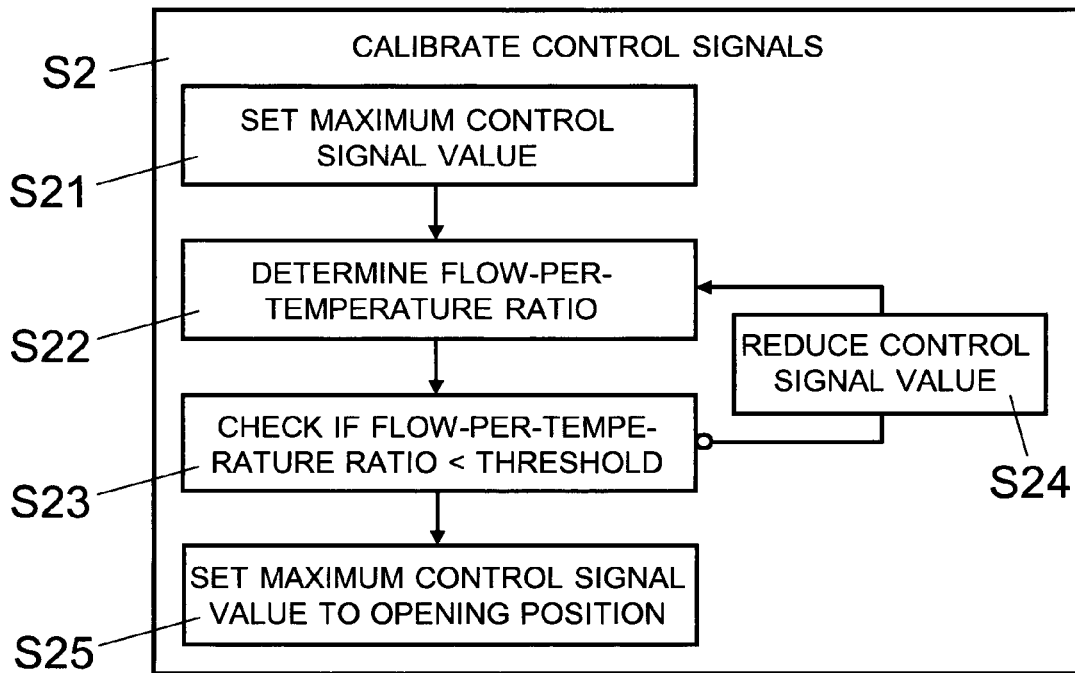 CALIBRATE CONTROL SIGNALS
S2
SET MAXIMUM CONTROL
SIGNAL VALUE
S21
DETERMINE FLOW-PER-
TEMPERATURE RATIO
S22
REDUCE CONTROL
SIGNAL VALUE
S24
CHECK IF FLOW-PER-TEMPE-
RATURE RATIO < THRESHOLD
S23
SET MAXIMUM CONTROL SIGNAL
VALUE TO OPENING POSITION
S25